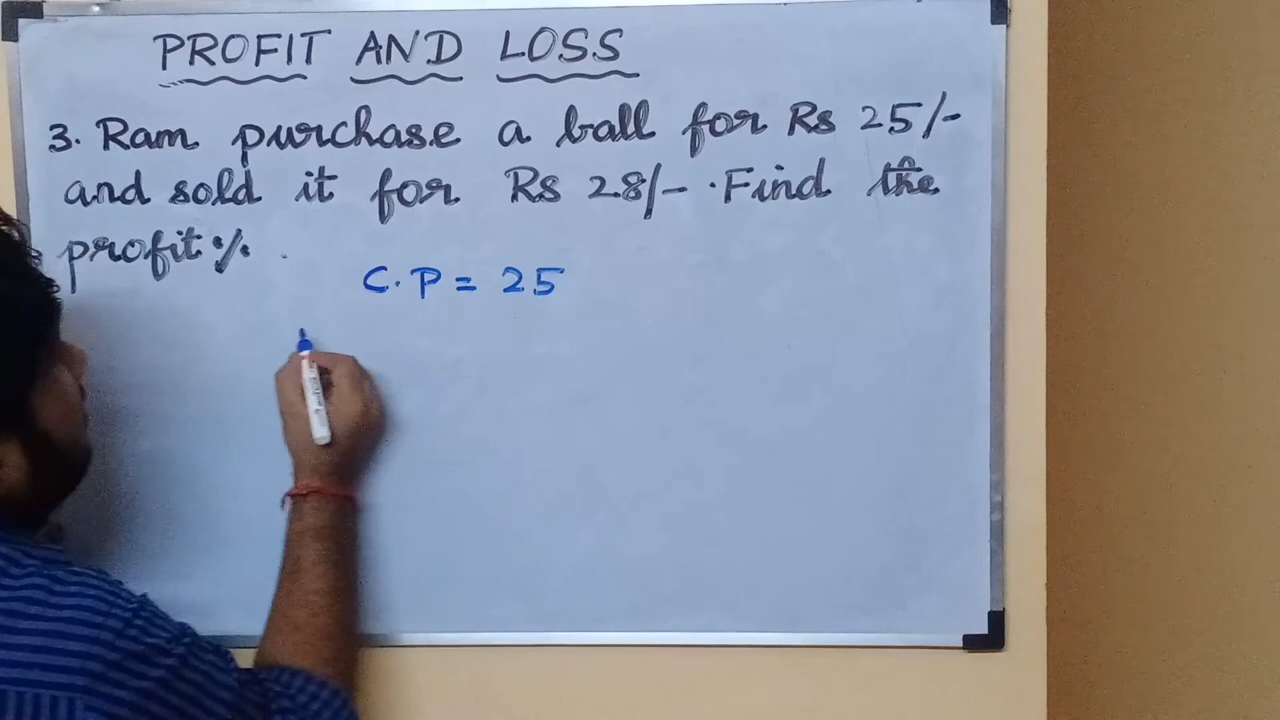 PROFIT AND LOSS
3. Ram purchase a ball for Rs 25/-
and sold it for Rs 28/- . Find the
profit % .
C.P = 25